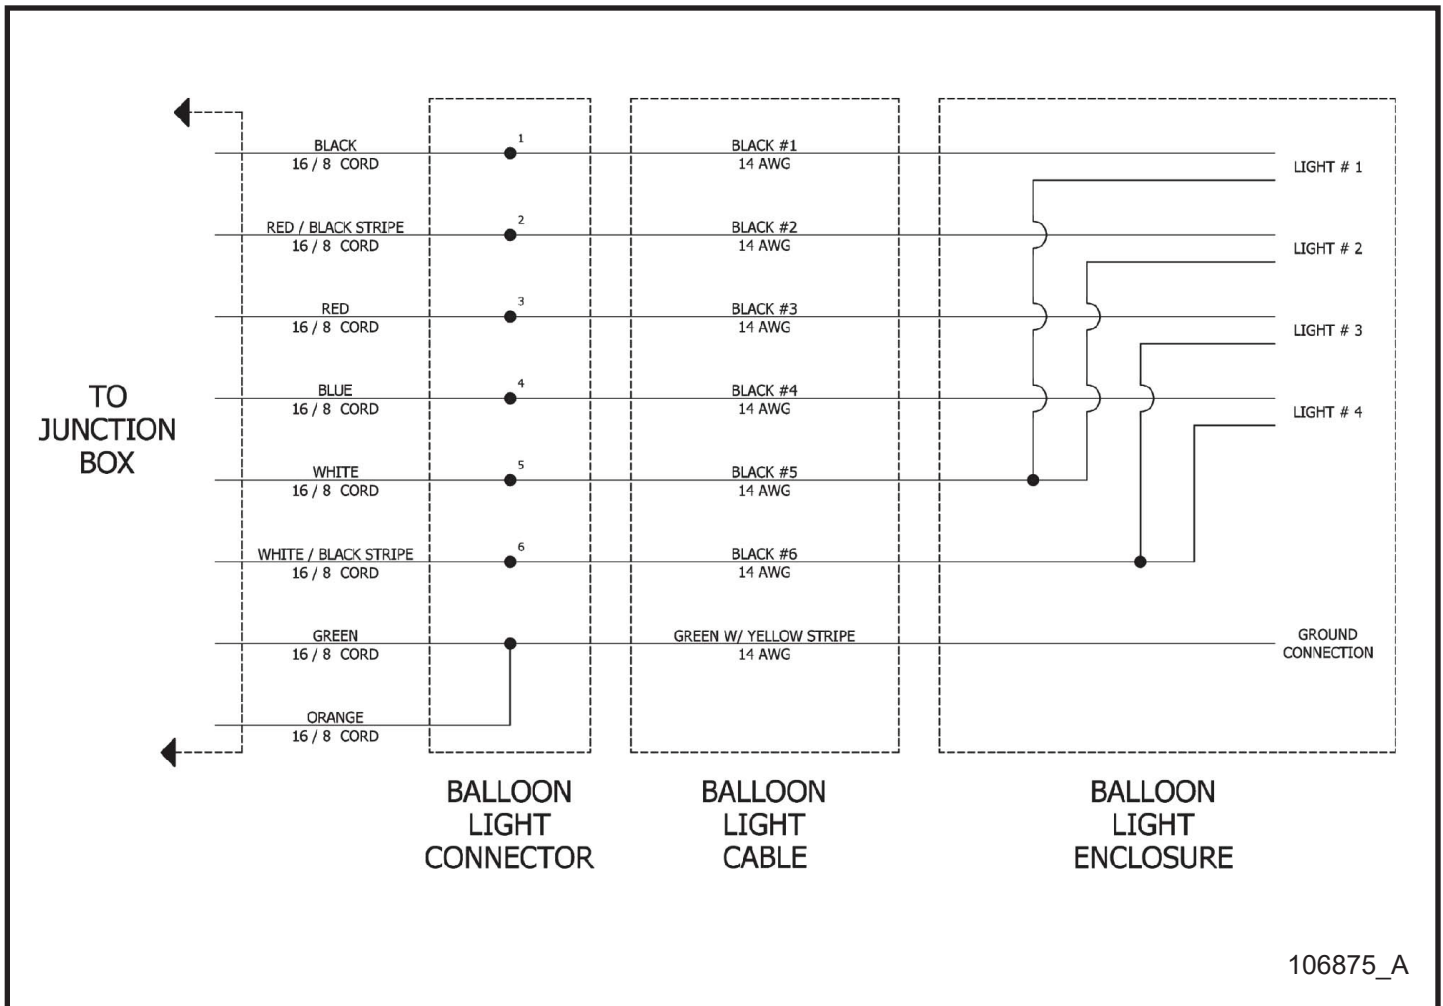 BLACK
16 / 8 CORD
1
BLACK #1
14 AWG
LIGHT # 1
RED / BLACK STRIPE
16 / 8 CORD
2
BLACK #2
14 AWG
LIGHT # 2
RED
16 / 8 CORD
3
BLACK #3
14 AWG
LIGHT # 3
BLUE
16 / 8 CORD
4
BLACK #4
14 AWG
LIGHT # 4
TO
JUNCTION
BOX
WHITE
16 / 8 CORD
5
BLACK #5
14 AWG
WHITE / BLACK STRIPE
16 / 8 CORD
6
BLACK #6
14 AWG
GREEN
16 / 8 CORD
GREEN W/ YELLOW STRIPE
14 AWG
GROUND
CONNECTION
ORANGE
16 / 8 CORD
BALLOON
LIGHT
CONNECTOR
BALLOON
LIGHT
CABLE
BALLOON
LIGHT
ENCLOSURE
106875_A